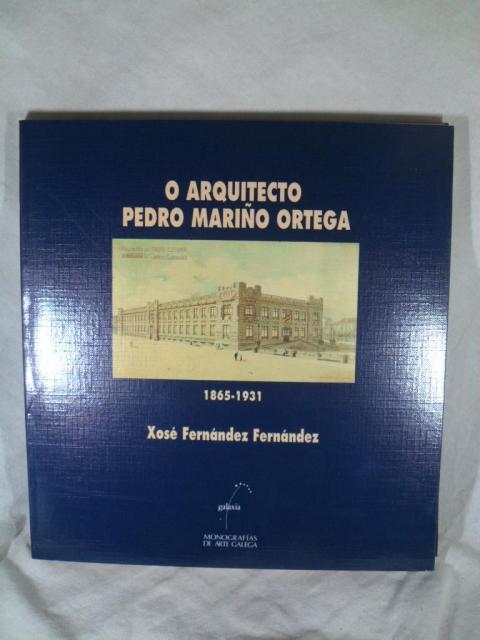 O ARQUITECTO
PEDRO MARIÑO ORTEGA
1865-1931
Xosé Fernández Fernández
galaxia
MONOGRAFÍAS
DE ARTE GALEGA